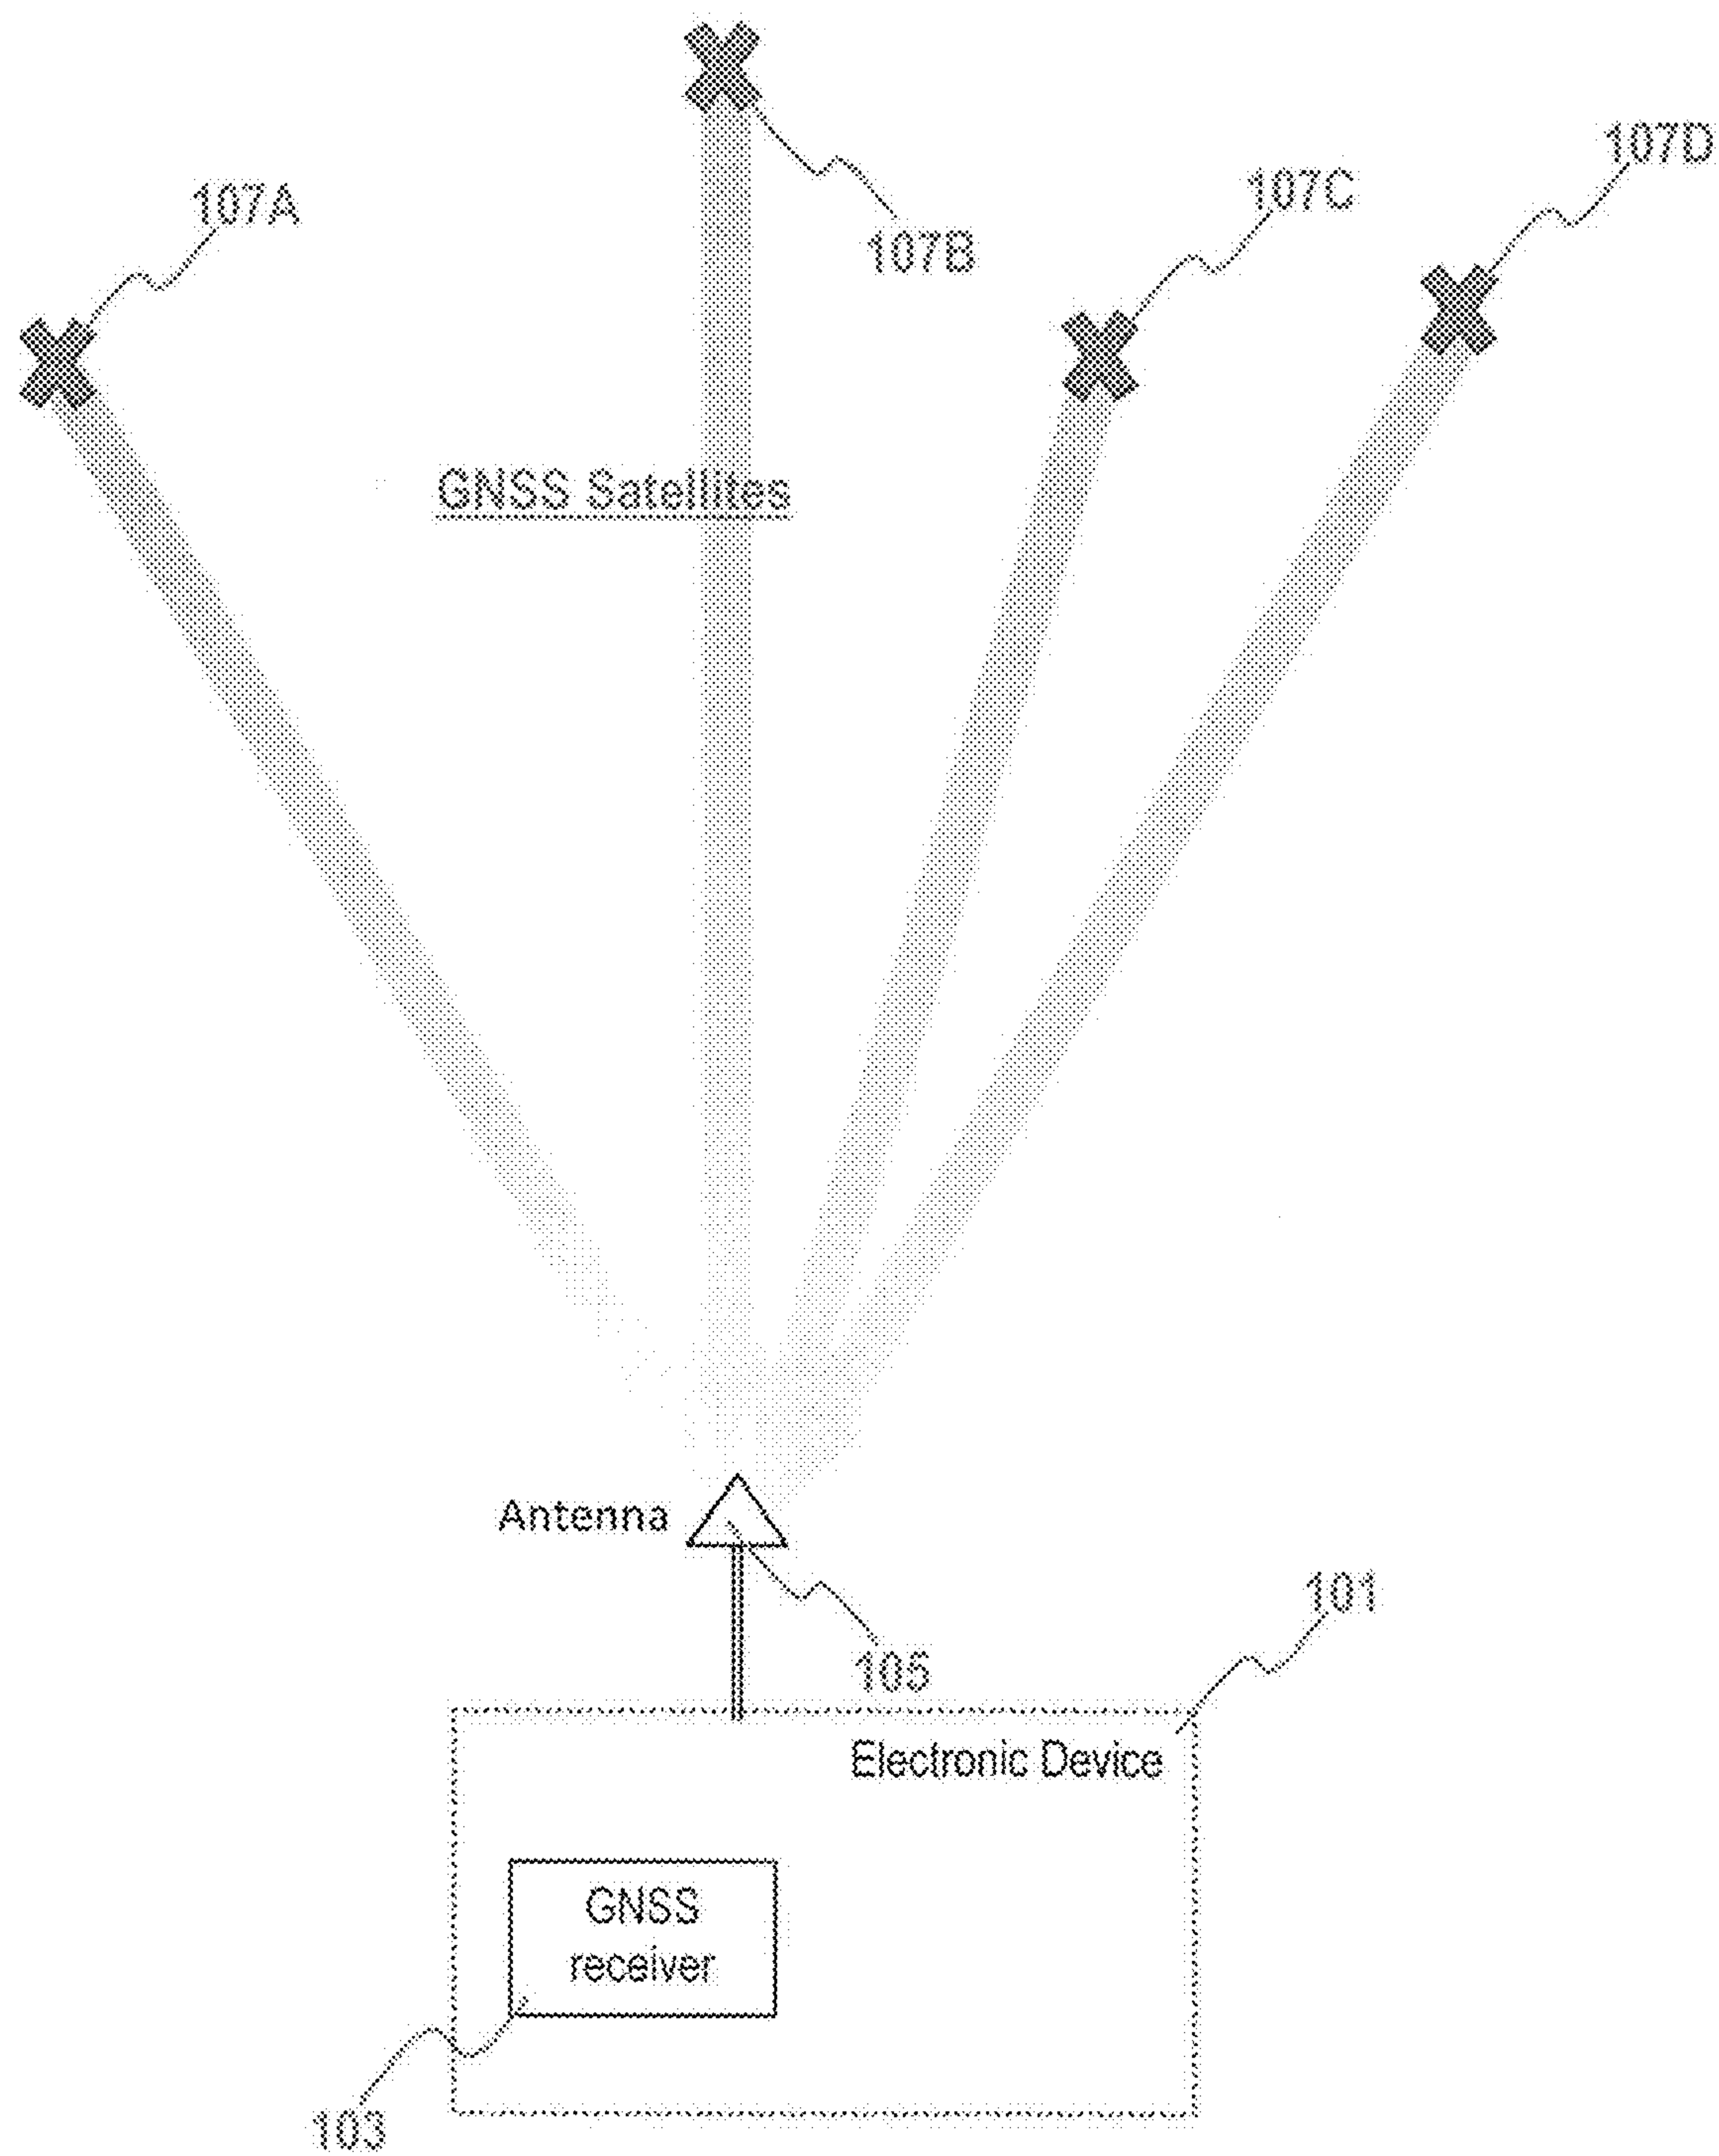 107D
107A
107C
107B
GNSS Satellites
Antenna
101
105
Electronic Device
GNSS
receiver
103